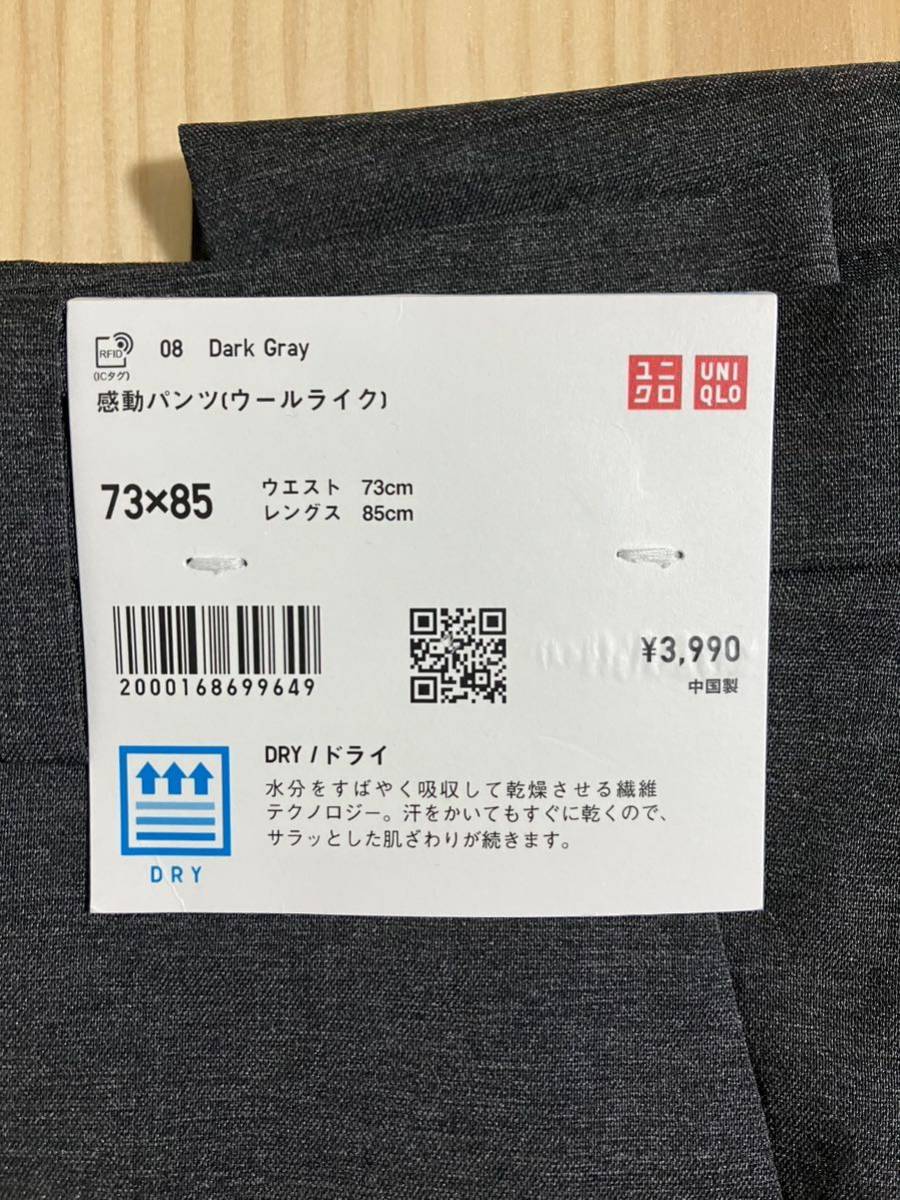 RFID
(ICタグ)
08 Dark Gray
感動パンツ(ウールライク)
ユニ
クロ
UNI
QLO
73×85
ウエスト 73cm
レングス 85cm
2000168699649
¥3,990
中国製
DRY / ドライ
水分をすばやく吸収して乾燥させる繊維
テクノロジー。汗をかいてもすぐに乾くので、
サラッとした肌ざわりが続きます。
DRY